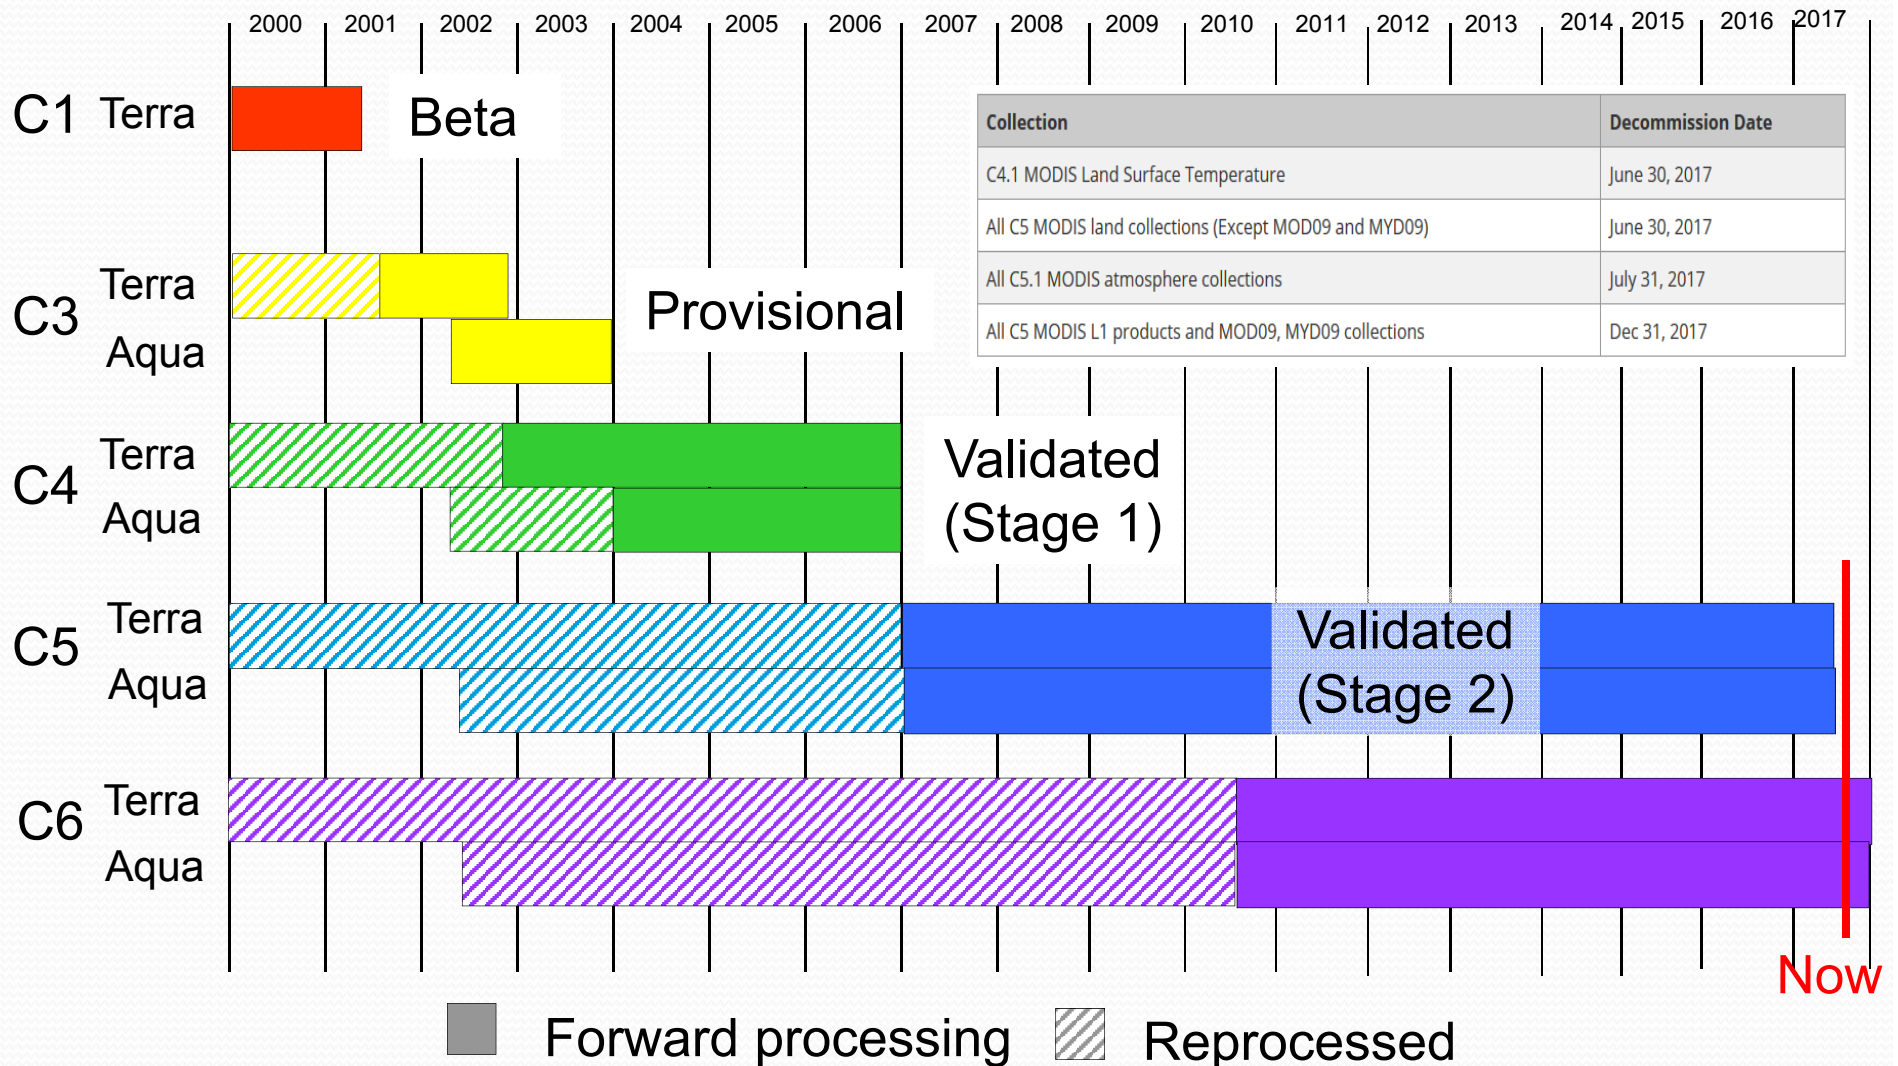 2000 2001 2002 2003 2004 2005 2006 2007 2008 2009 2010 2011 2012 2013 2014 2015 2016 2017
C1 Terra Beta
Collection Decommission Date
C4.1 MODIS Land Surface Temperature June 30, 2017
All C5 MODIS land collections (Except MOD09 and MYD09) June 30, 2017
All C5.1 MODIS atmosphere collections July 31, 2017
All C5 MODIS L1 products and MOD09, MYD09 collections Dec 31, 2017
C3
Terra
Aqua
Provisional
C4
Terra
Aqua
Validated
(Stage 1)
C5
Terra
Aqua
Validated
(Stage 2)
C6
Terra
Aqua
Now
Forward processing Reprocessed